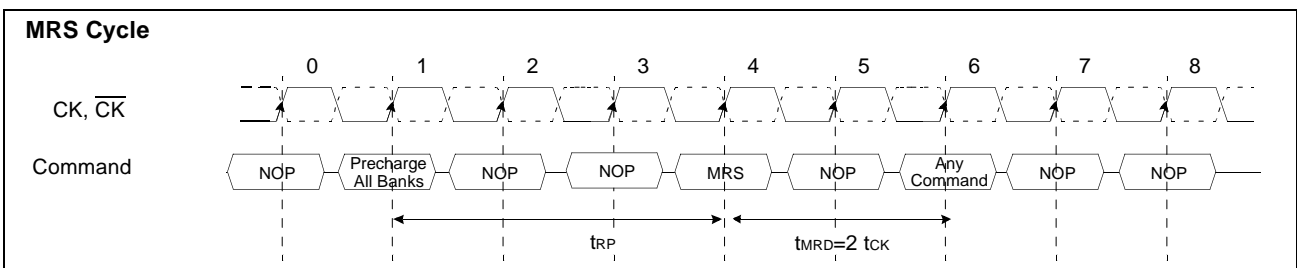 MRS Cycle
0 1 2 3 4 5 6 7 8
CK, C̅K̅
Command
NOP Precharge All Banks NOP NOP MRS NOP Any Command NOP NOP
tRP tMRD=2 tCK